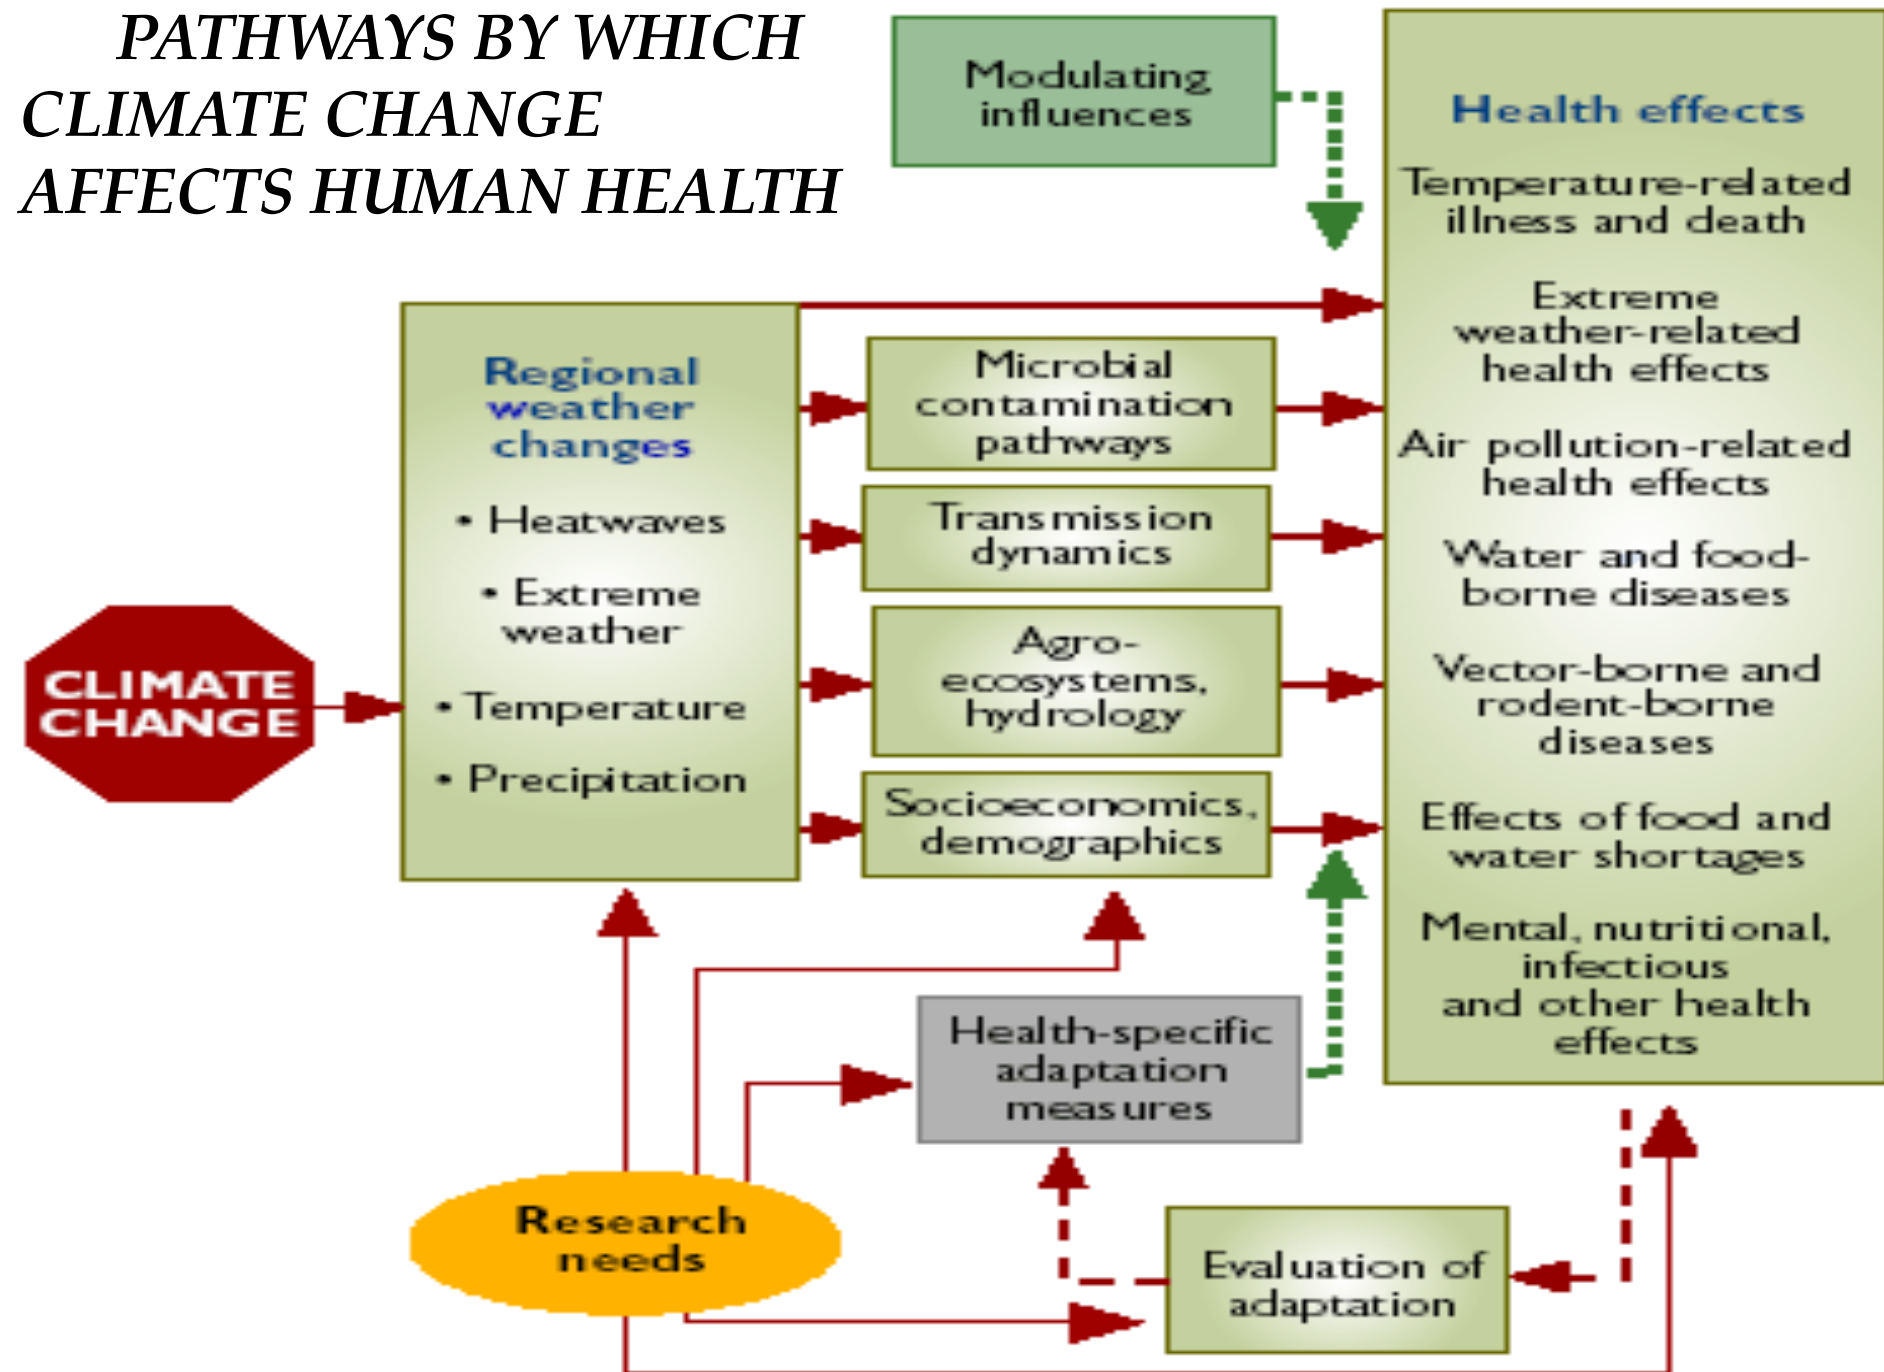 PATHWAYS BY WHICH
CLIMATE CHANGE
AFFECTS HUMAN HEALTH
Modulating
influences
Health effects
Temperature-related
illness and death
Extreme
weather-related
health effects
Air pollution-related
health effects
Water and food-
borne diseases
Vector-borne and
rodent-borne
diseases
Effects of food and
water shortages
Mental, nutritional,
infectious
and other health
effects
Regional
weather
changes
• Heatwaves
• Extreme
weather
• Temperature
• Precipitation
Microbial
contamination
pathways
Transmission
dynamics
Agro-
ecosystems,
hydrology
Socioeconomics,
demographics
CLIMATE
CHANGE
Health-specific
adaptation
measures
Research
needs
Evaluation of
adaptation